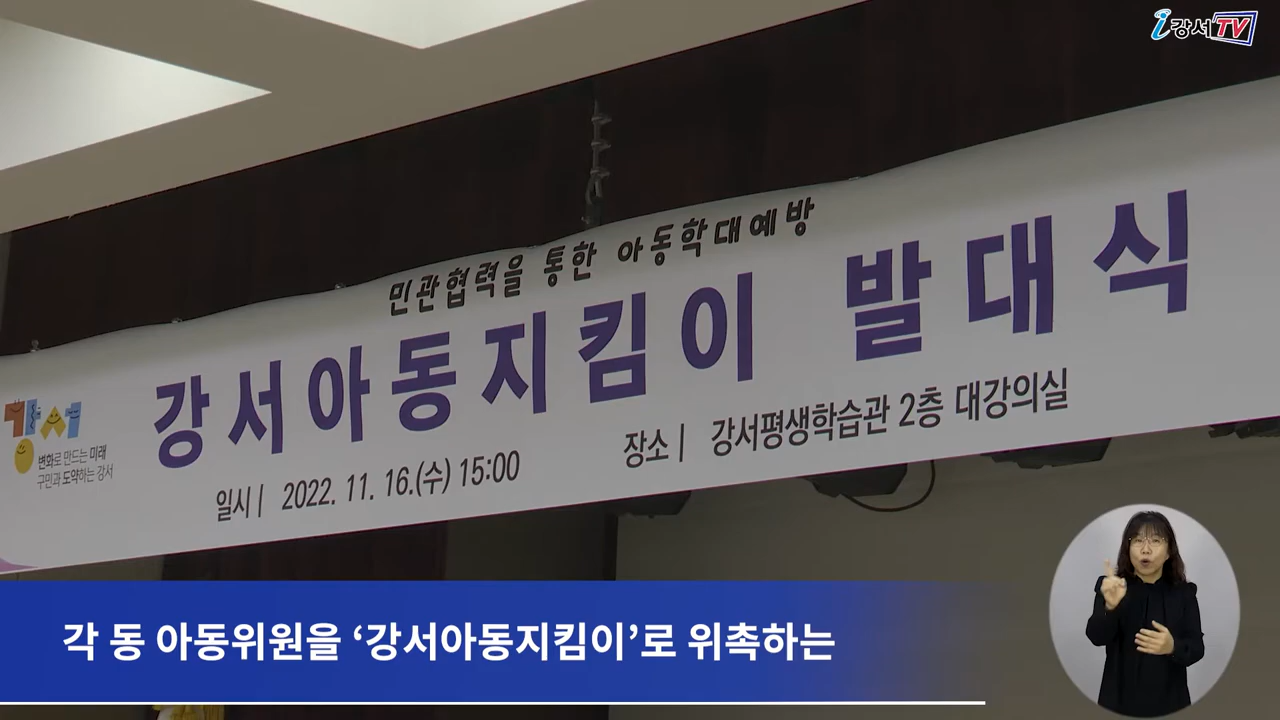 i강서TV
민관협력을 통한 아동학대예방
강서아동지킴이 발대식
강서
변화로 만드는 미래
구민과 도약하는 강서
일시 | 2022. 11. 16.(수) 15:00
장소 | 강서평생학습관 2층 대강의실
각 동 아동위원을 ‘강서아동지킴이’로 위촉하는